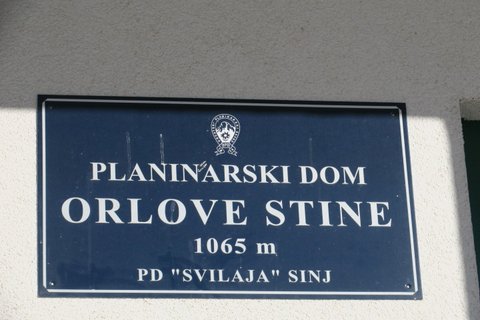 PLANINARSKI DOM
ORLOVE STINE
1065 m
PD "SVILAJA" SINJ